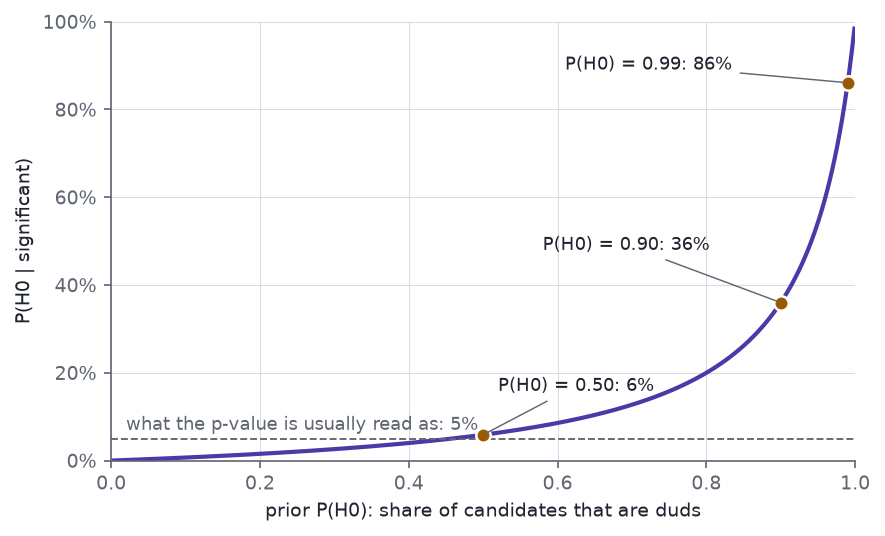 100%
80%
60%
40%
20%
0%
P(H0 | significant)
P(H0) = 0.99: 86%
P(H0) = 0.90: 36%
P(H0) = 0.50: 6%
what the p-value is usually read as: 5%
0.0
0.2
0.4
0.6
0.8
1.0
prior P(H0): share of candidates that are duds